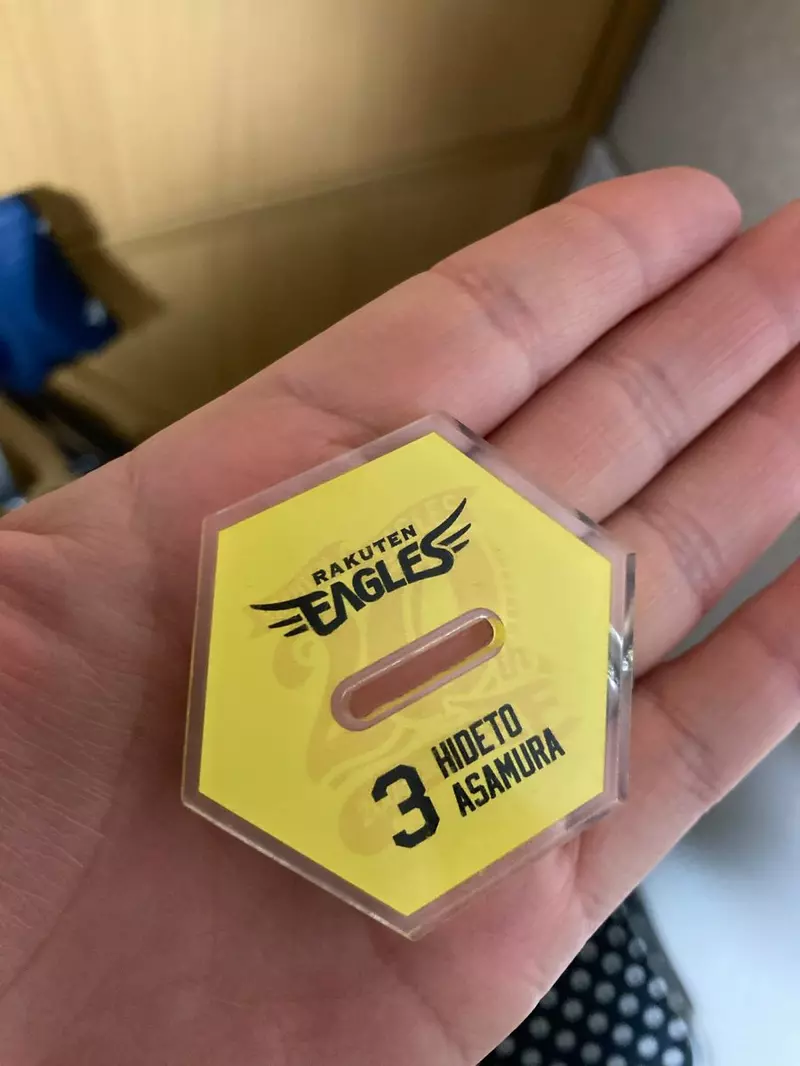 RAKUTEN
EAGLES
3
HIDETO
ASAMURA